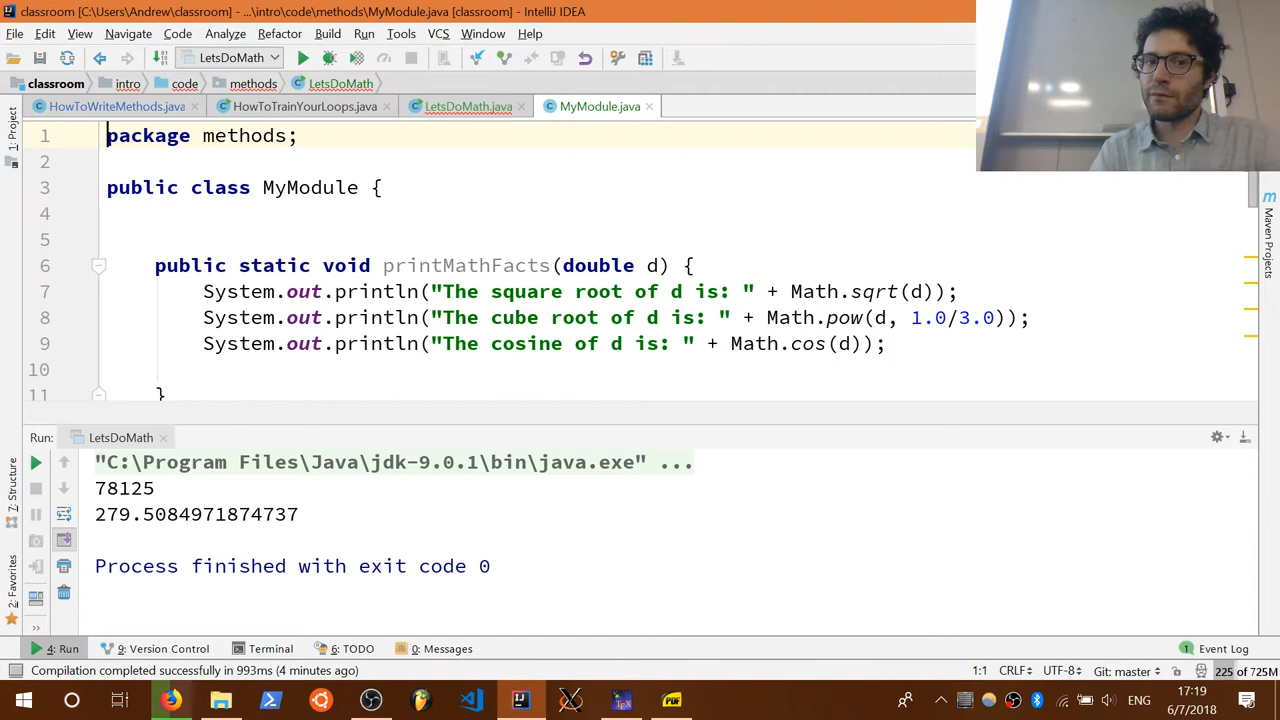 classroom [C:\Users\Andrew\classroom] - ...\intro\code\methods\MyModule.java [classroom] - IntelliJ IDEA
File Edit View Navigate Code Analyze Refactor Build Run Tools VCS Window Help
LetsDoMath
classroom intro code methods LetsDoMath
HowToWriteMethods.java HowToTrainYourLoops.java LetsDoMath.java MyModule.java
1: Project
1 package methods;
2
3 public class MyModule {
4
5
6 public static void printMathFacts(double d) {
7 System.out.println("The square root of d is: " + Math.sqrt(d));
8 System.out.println("The cube root of d is: " + Math.pow(d, 1.0/3.0));
9 System.out.println("The cosine of d is: " + Math.cos(d));
10
11 }
m Maven Projects
Run: LetsDoMath
"C:\Program Files\Java\jdk-9.0.1\bin\java.exe" ...
78125
279.5084971874737
Process finished with exit code 0
7: Structure
2: Favorites
4: Run 9: Version Control Terminal 6: TODO 0: Messages 1 Event Log
Compilation completed successfully in 993ms (4 minutes ago) 1:1 CRLF UTF-8 Git: master 225 of 725M
ENG 17:19
6/7/2018